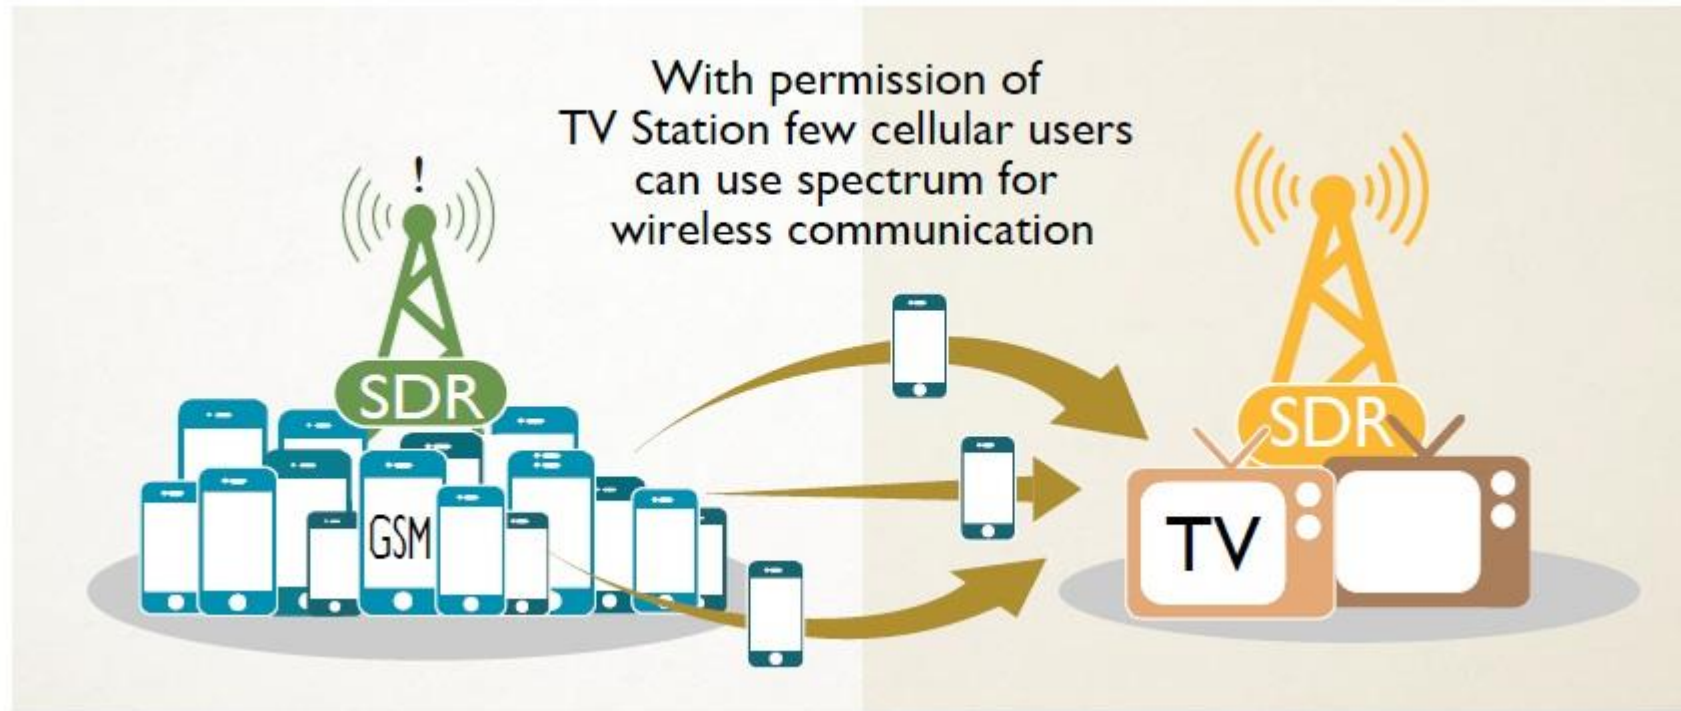 With permission of
TV Station few cellular users
can use spectrum for
wireless communication
!
SDR
SDR
GSM
TV